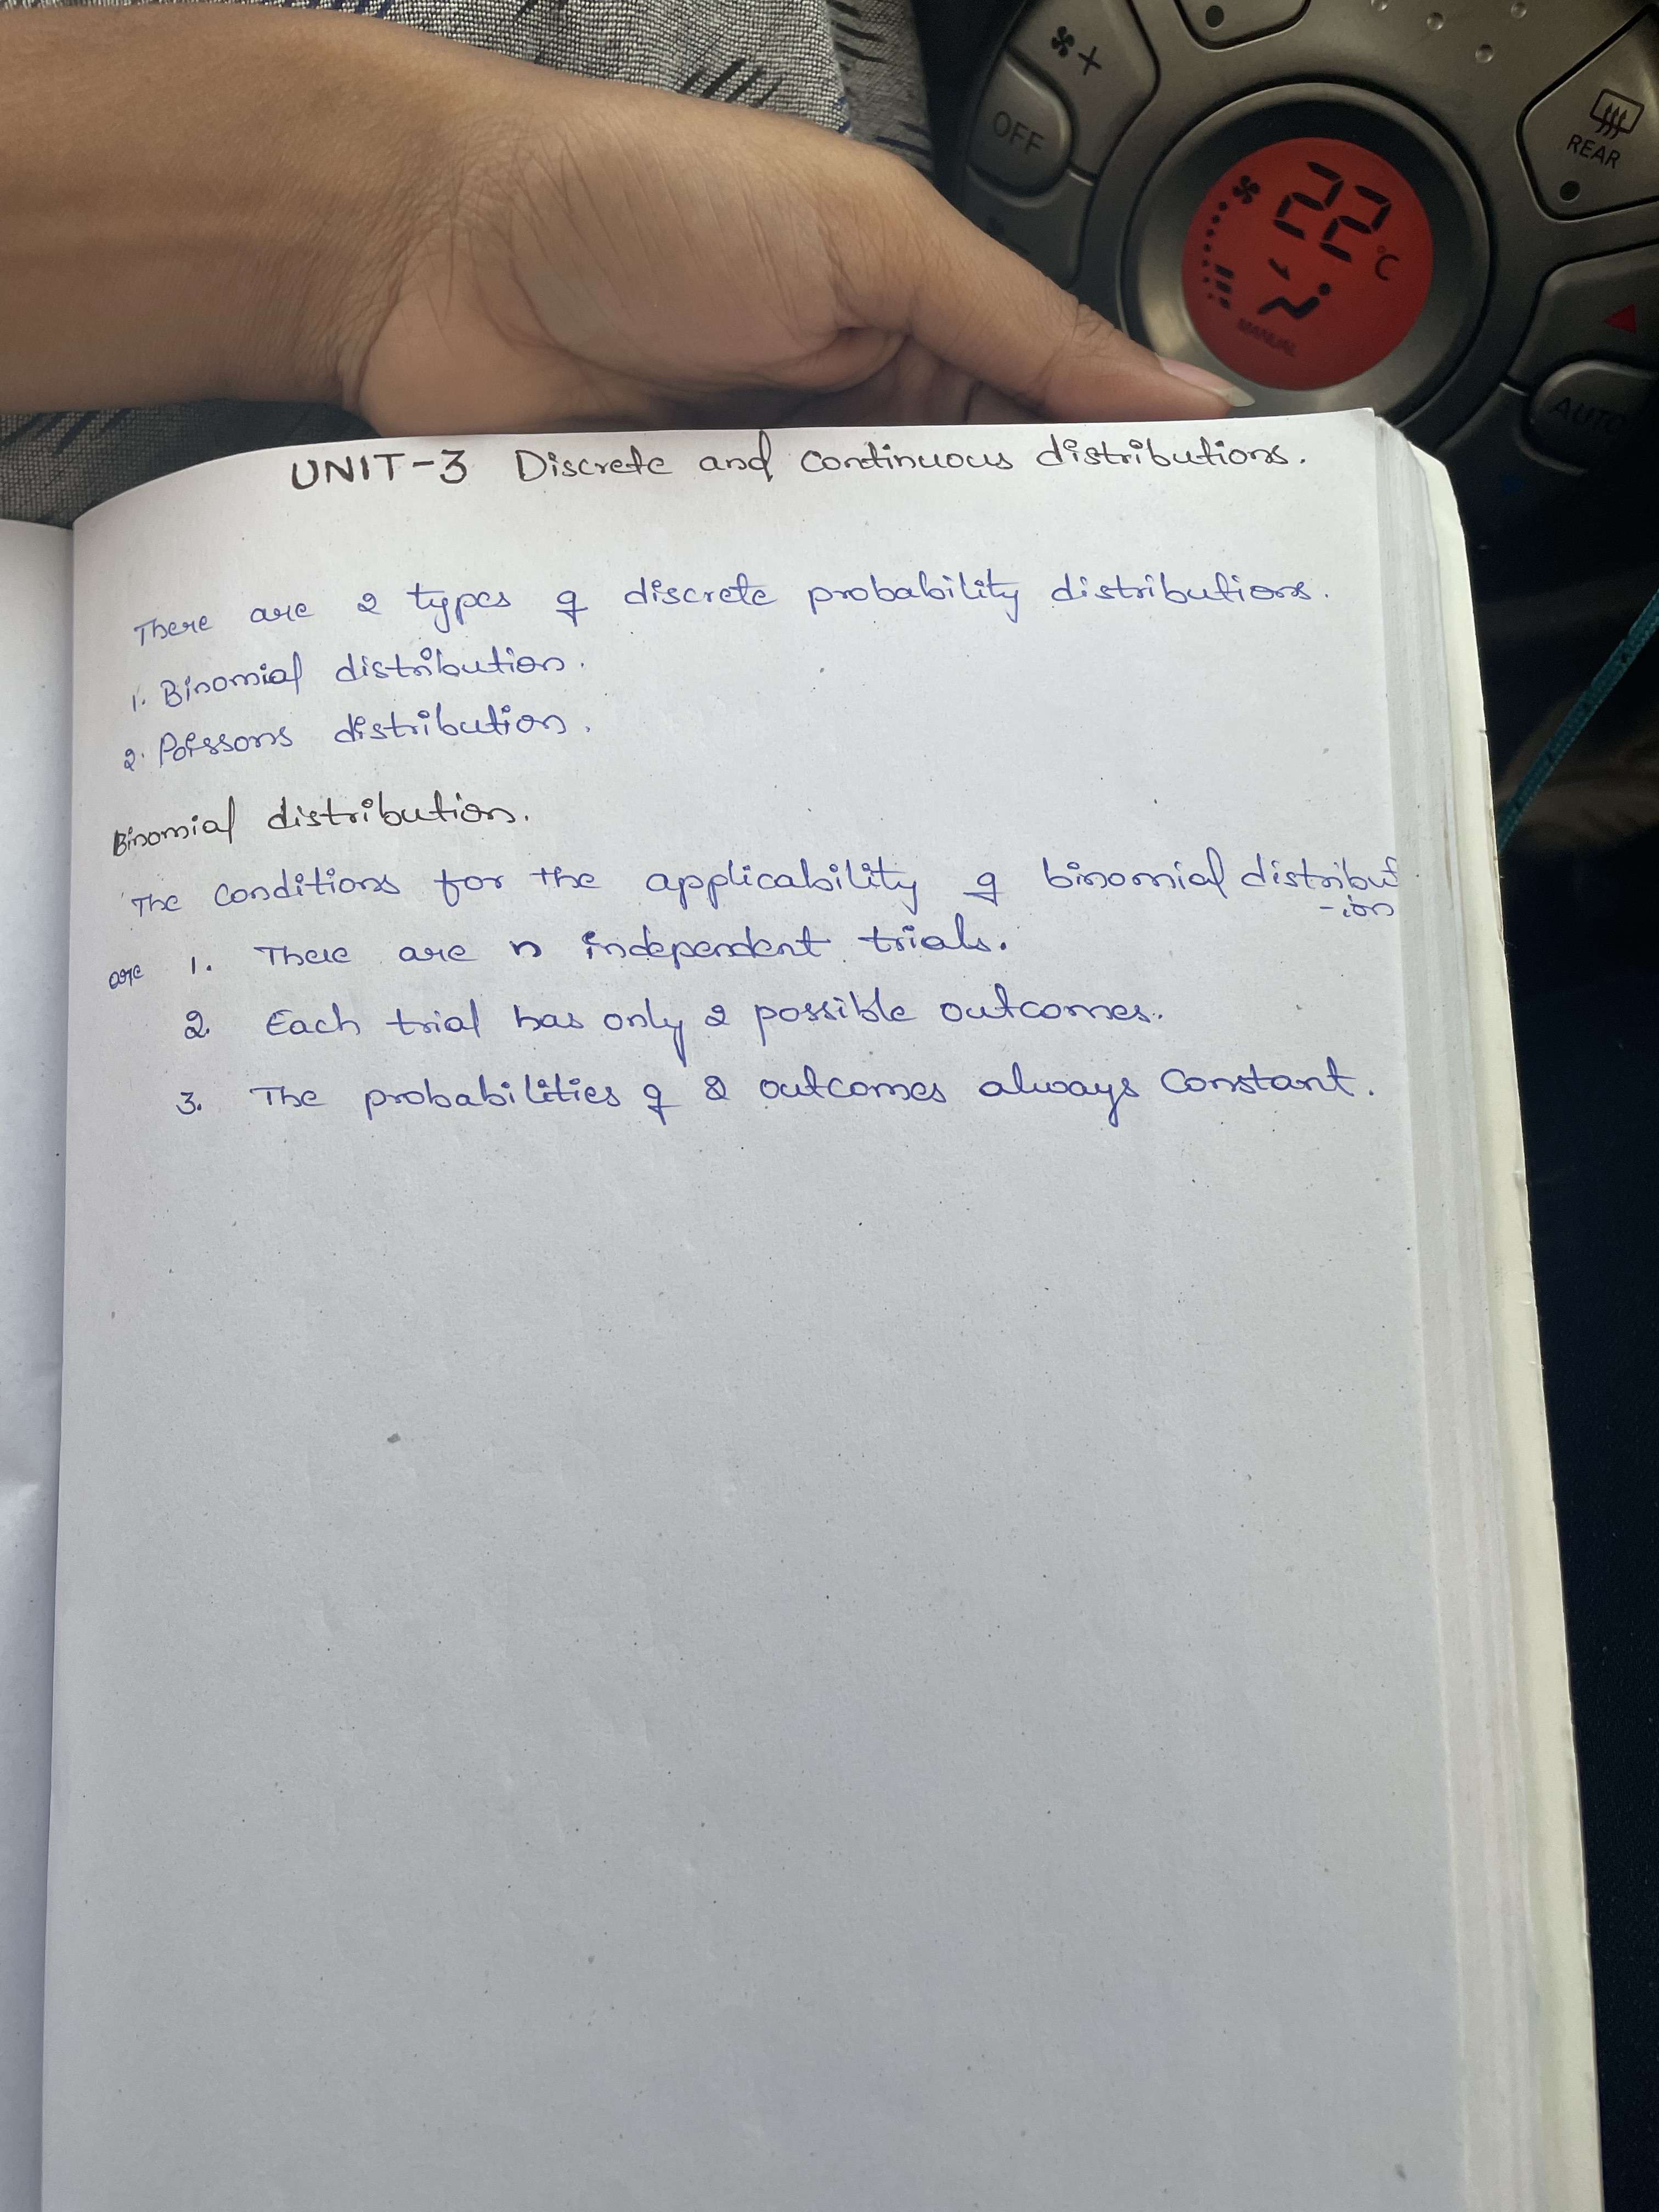 +
OFF
REAR
22 °C
MANUAL
AUTO
UNIT-3 Discrete and continuous distributions.
There are 2 types of discrete probability distributions.
1. Binomial distribution.
2. Poissons distribution.
Binomial distribution.
The conditions for the applicability of binomial distribut
-ion
are 1. There are n independent trials.
2. Each trial has only 2 possible outcomes.
3. The probabilities of 2 outcomes always constant.